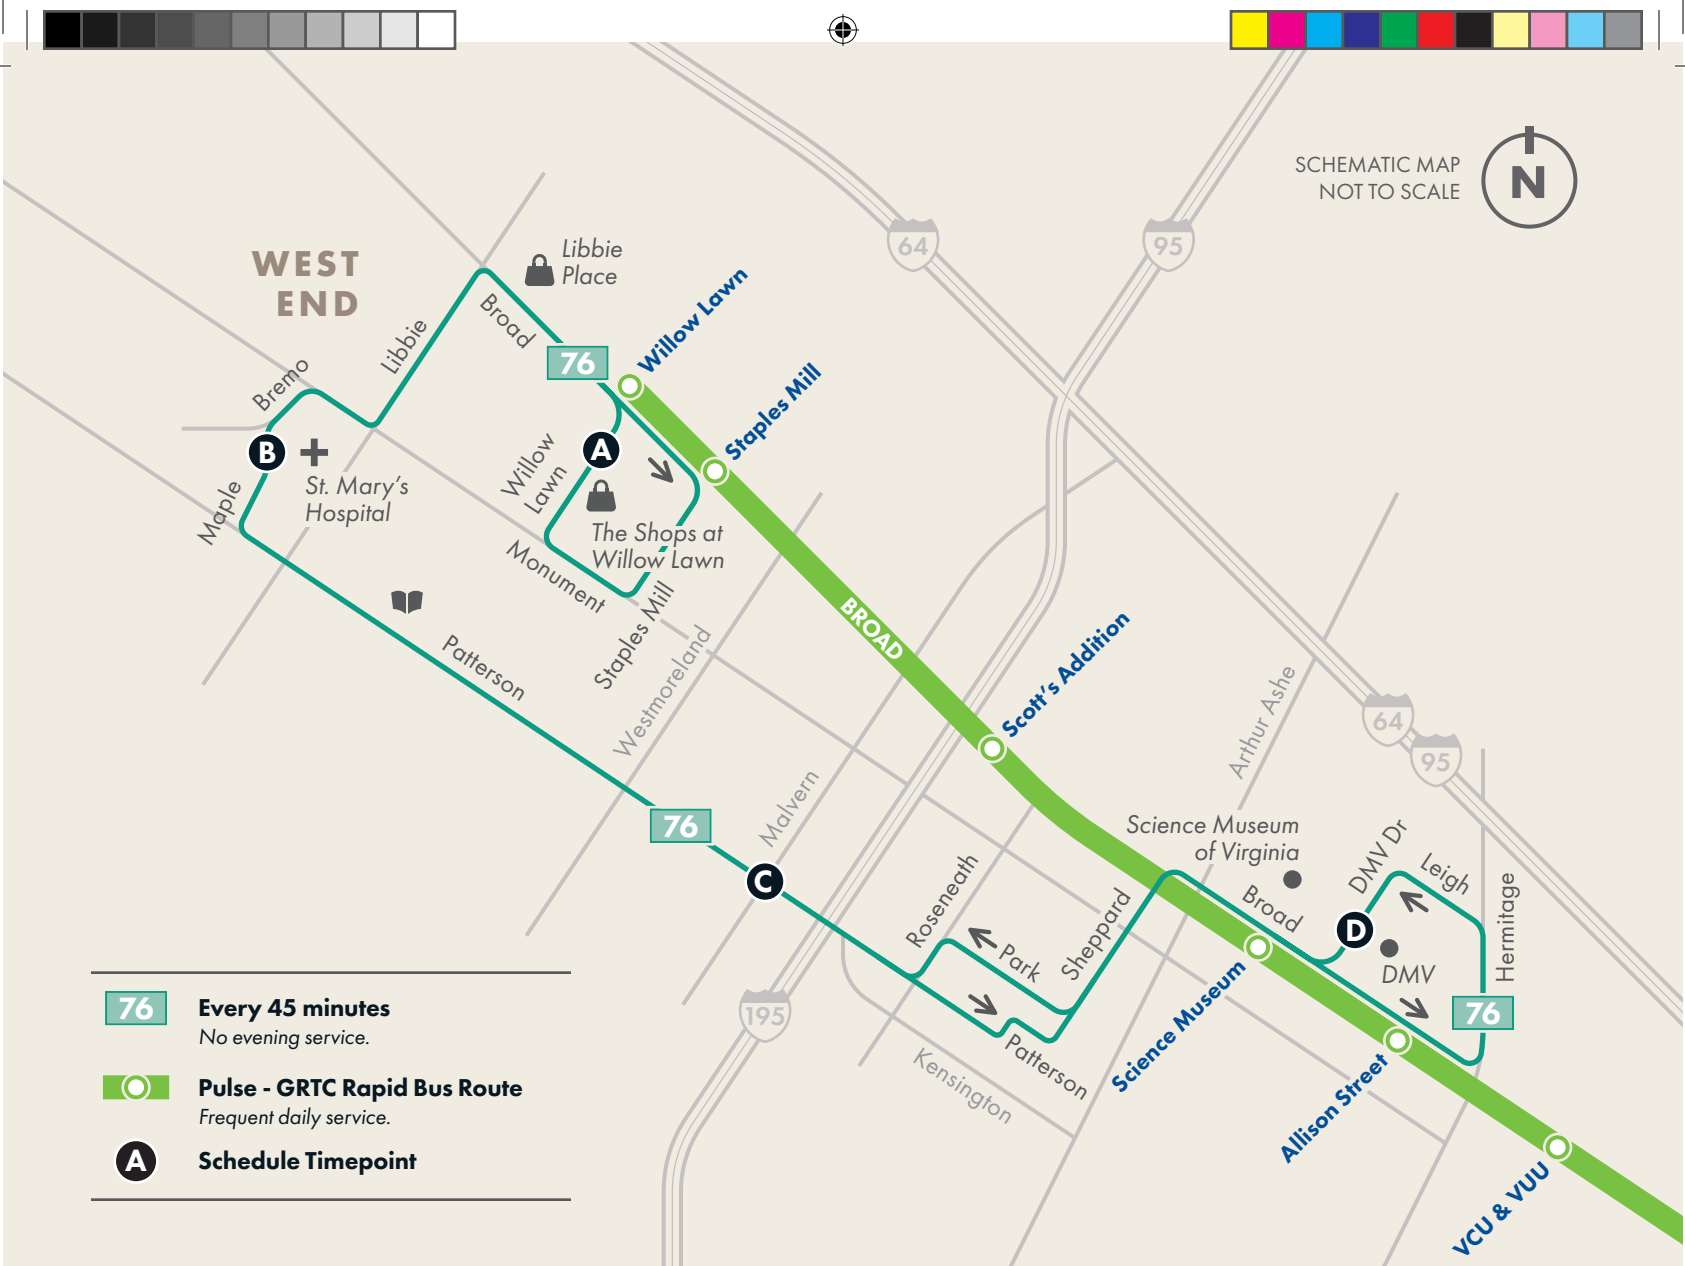 SCHEMATIC MAP
NOT TO SCALE
N
64
95
WEST
END
Libbie
Place
Willow Lawn
Libbie
Broad
76
Staples Mill
Bremo
B
A
Willow
Lawn
St. Mary's
Hospital
Maple
The Shops at
Willow Lawn
Monument
Staples Mill
BROAD
Patterson
Westmoreland
Scott's Addition
Arthur Ashe
64
95
76
Malvern
C
Science Museum
of Virginia
DMV Dr
Leigh
Roseneath
Park
Sheppard
Broad
D
DMV
Hermitage
76
195
Patterson
Kensington
Science Museum
Allison Street
VCU & VUU
76
Every 45 minutes
No evening service.
Pulse - GRTC Rapid Bus Route
Frequent daily service.
A
Schedule Timepoint